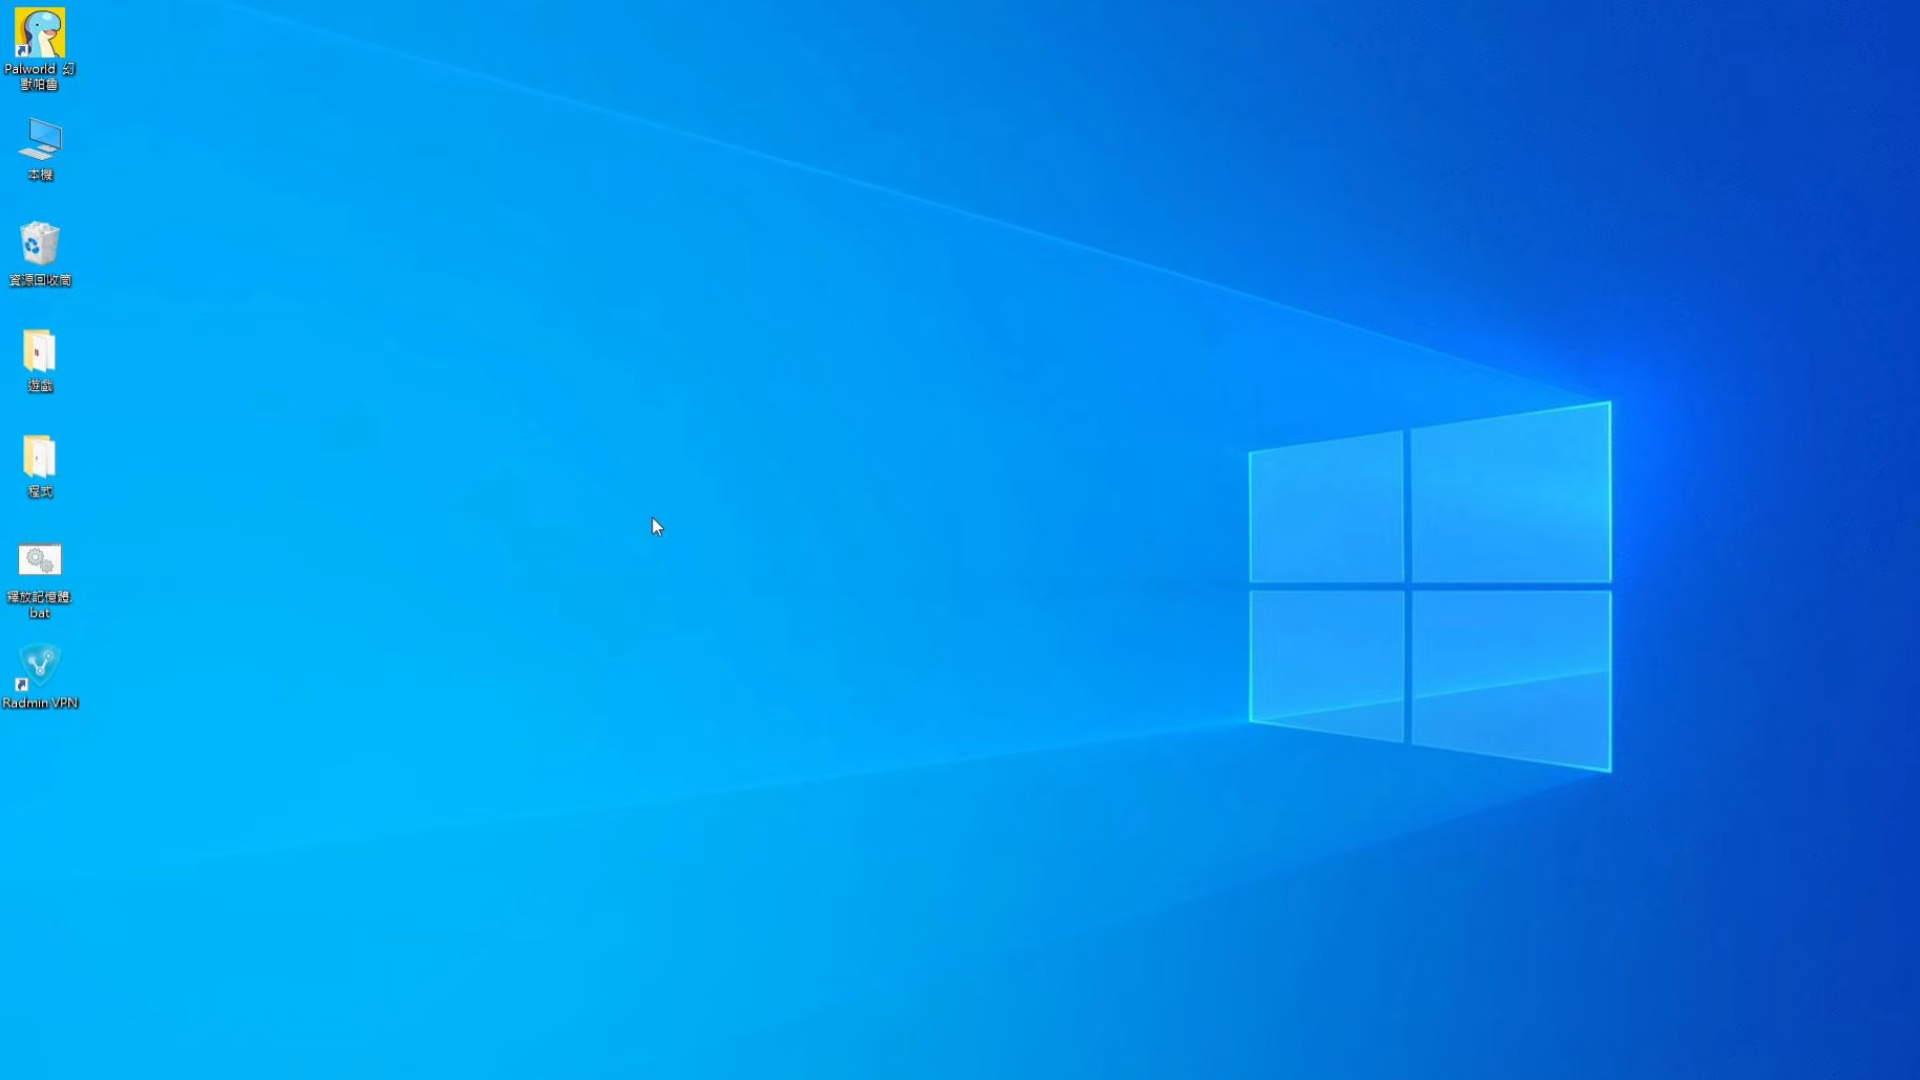 Palworld 幻
獸帕魯
本機
資源回收筒
遊戲
程式
釋放記憶體.
bat
Radmin VPN